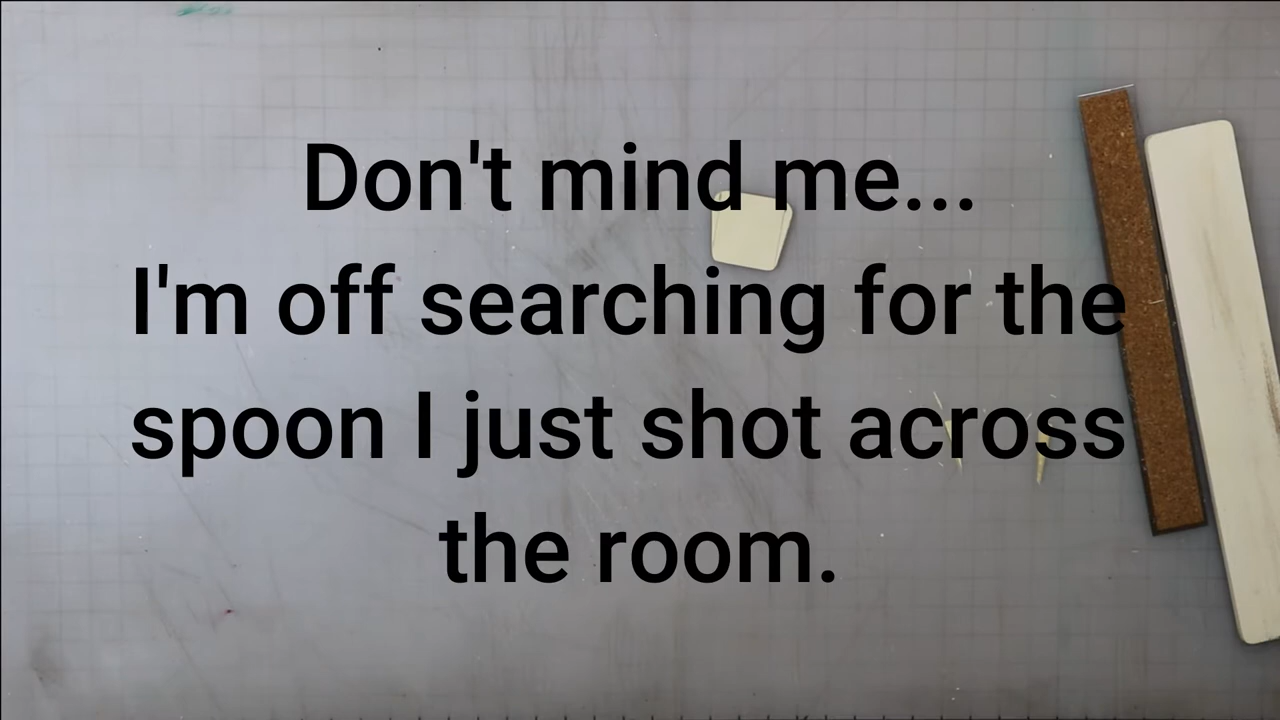 Don't mind me...
I'm off searching for the
spoon I just shot across
the room.